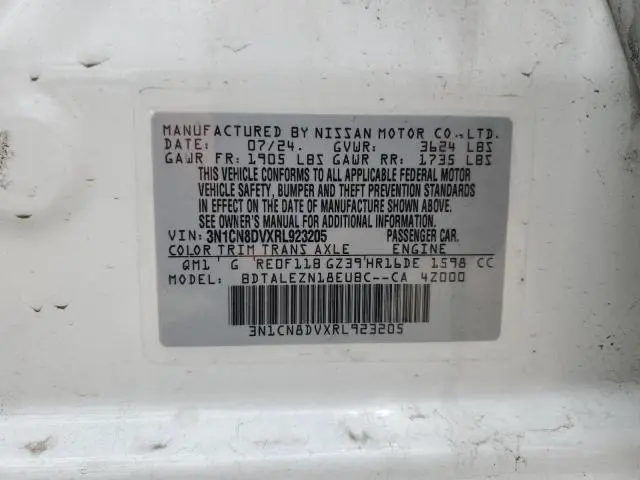 MANUFACTURED BY NISSAN MOTOR CO.,LTD.
DATE: 07/24. GVWR: 3624 LBS
GAWR FR: 1905 LBS GAWR RR: 1735 LBS
THIS VEHICLE CONFORMS TO ALL APPLICABLE FEDERAL MOTOR
VEHICLE SAFETY, BUMPER AND THEFT PREVENTION STANDARDS
IN EFFECT ON THE DATE OF MANUFACTURE SHOWN ABOVE.
SEE OWNER'S MANUAL FOR ADDITIONAL INFORMATION.
VIN: 3N1CN8DVXRL923205 PASSENGER CAR.
COLOR TRIM TRANS AXLE ENGINE
QM1 G RE0F11B GZ39 HR16DE 1598 CC
MODEL: BDTALEZN18EUBC--CA 4Z000
3N1CN8DVXRL923205